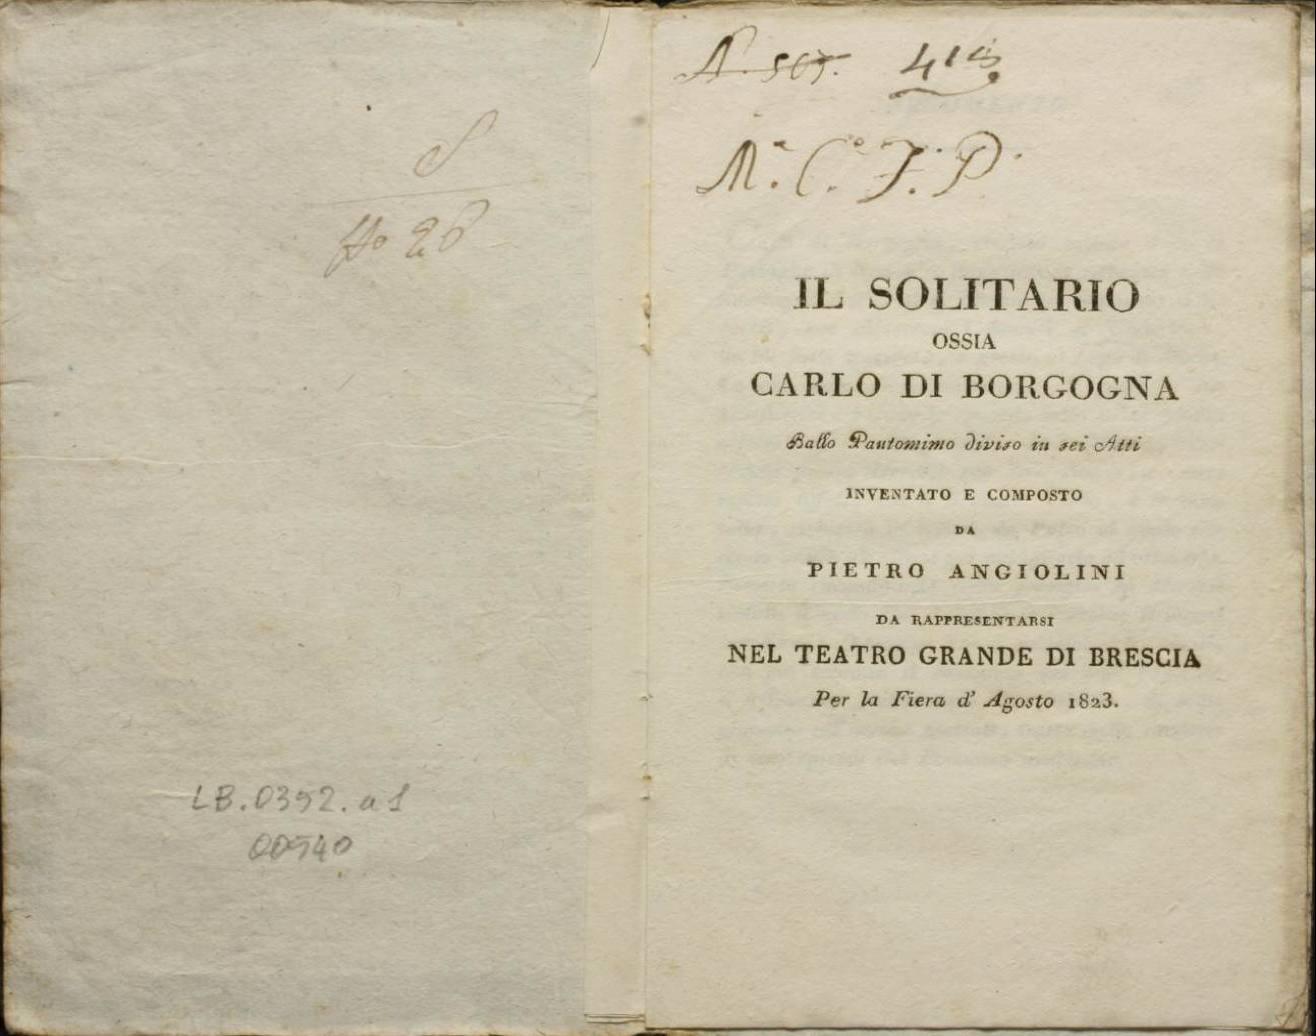 LB.0352.a1
00540
418
M.a C.o F. P.
IL SOLITARIO
OSSIA
CARLO DI BORGOGNA
Ballo Pantomimo diviso in sei Atti
INVENTATO E COMPOSTO
DA
PIETRO ANGIOLINI
DA RAPPRESENTARSI
NEL TEATRO GRANDE DI BRESCIA
Per la Fiera d' Agosto 1823.